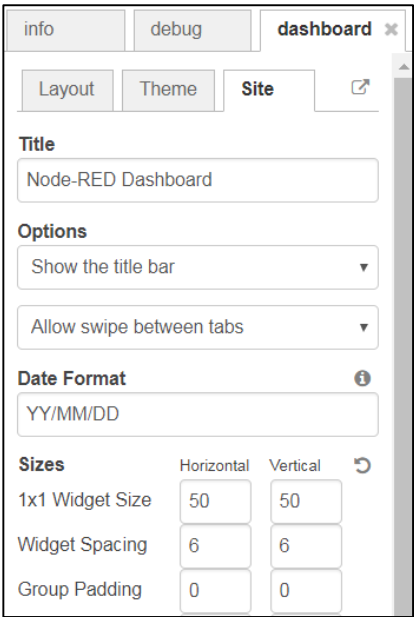 info debug dashboard
Layout Theme Site
Title
Node-RED Dashboard
Options
Show the title bar
Allow swipe between tabs
Date Format
YY/MM/DD
Sizes Horizontal Vertical
1x1 Widget Size 50 50
Widget Spacing 6 6
Group Padding 0 0